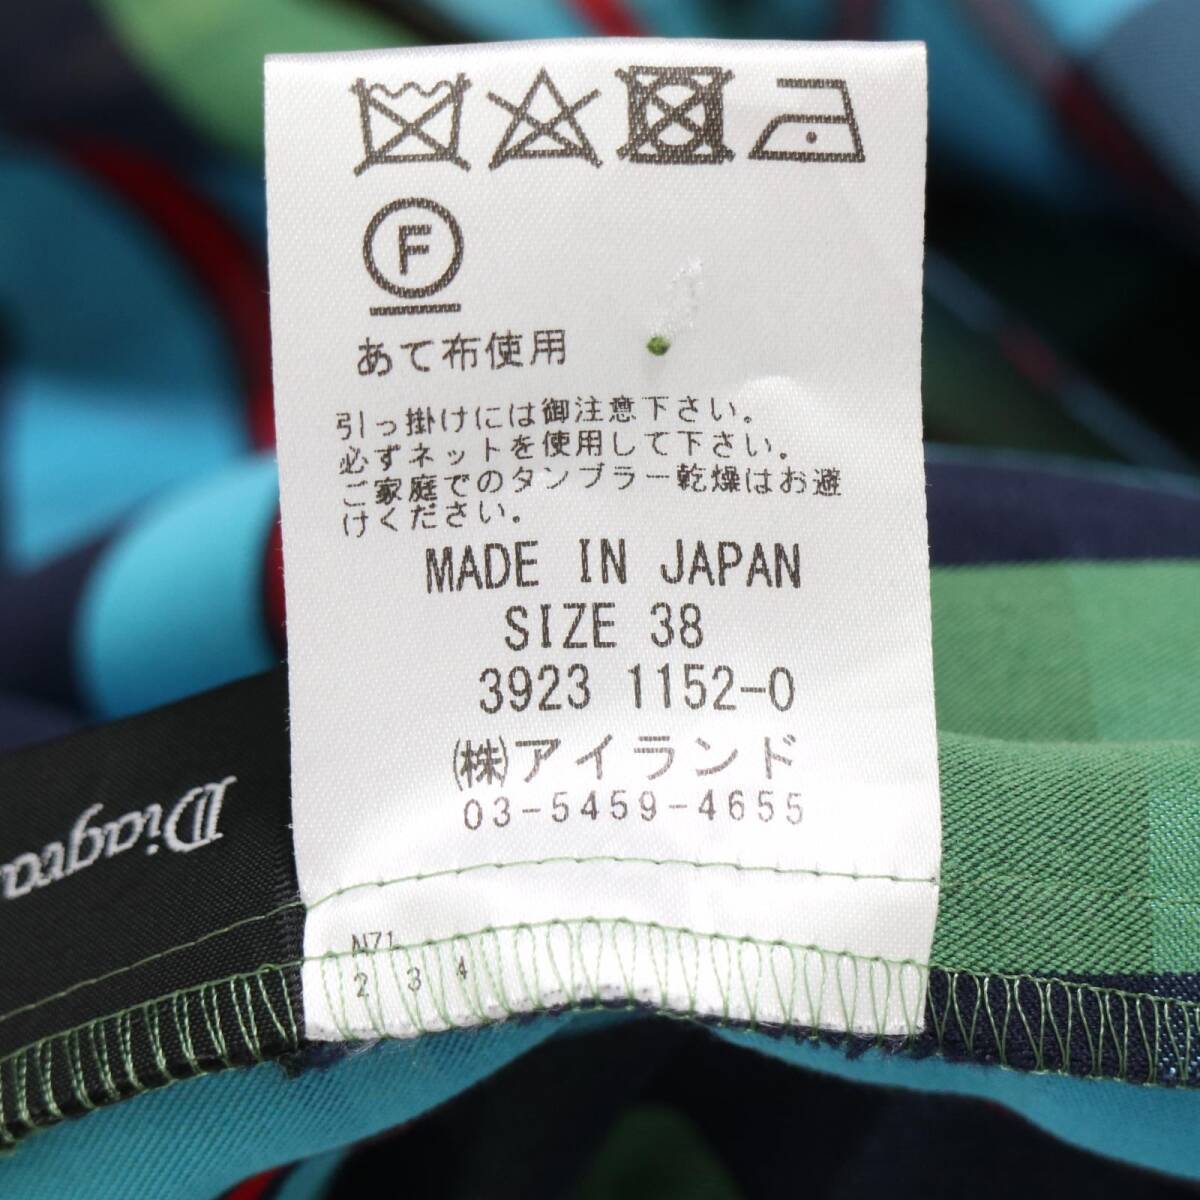 F
あて布使用
引っ掛けには御注意下さい。
必ずネットを使用して下さい。
ご家庭でのタンブラー乾燥はお避
けください。
MADE IN JAPAN
SIZE 38
3923 1152-0
㈱アイランド
03-5459-4655
N71
2 3 4